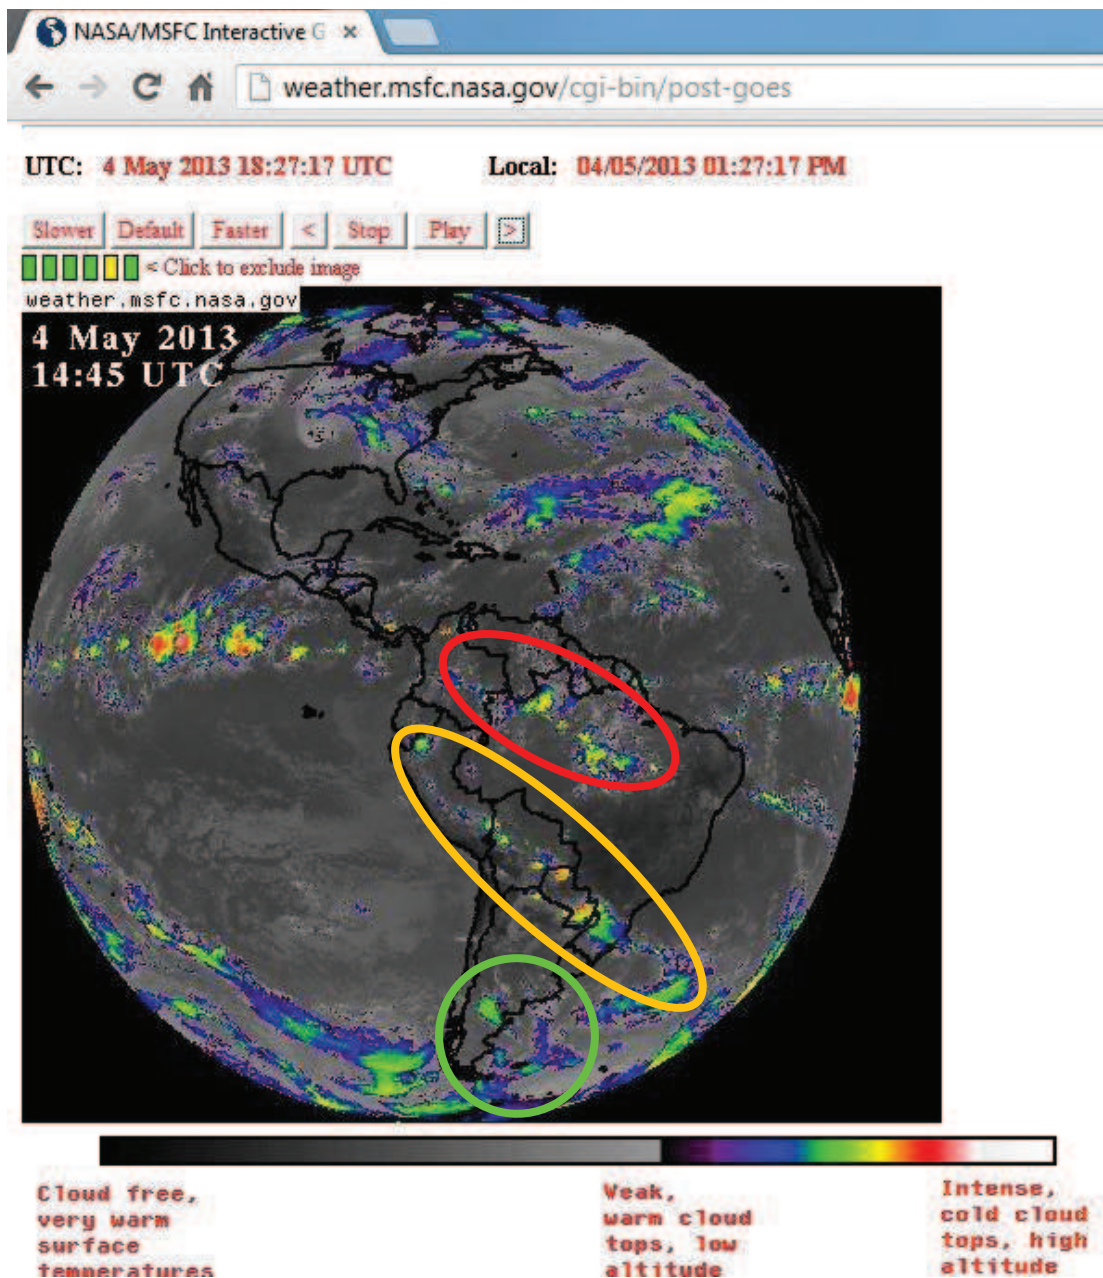 NASA/MSFC Interactive G
weather.msfc.nasa.gov/cgi-bin/post-goes
UTC: 4 May 2013 18:27:17 UTC Local: 04/05/2013 01:27:17 PM
Slower Default Faster < Stop Play >
< Click to exclude image
weather.msfc.nasa.gov
4 May 2013
14:45 UTC
Cloud free,
very warm
surface
temperatures
Weak,
warm cloud
tops, low
altitude
Intense,
cold cloud
tops, high
altitude